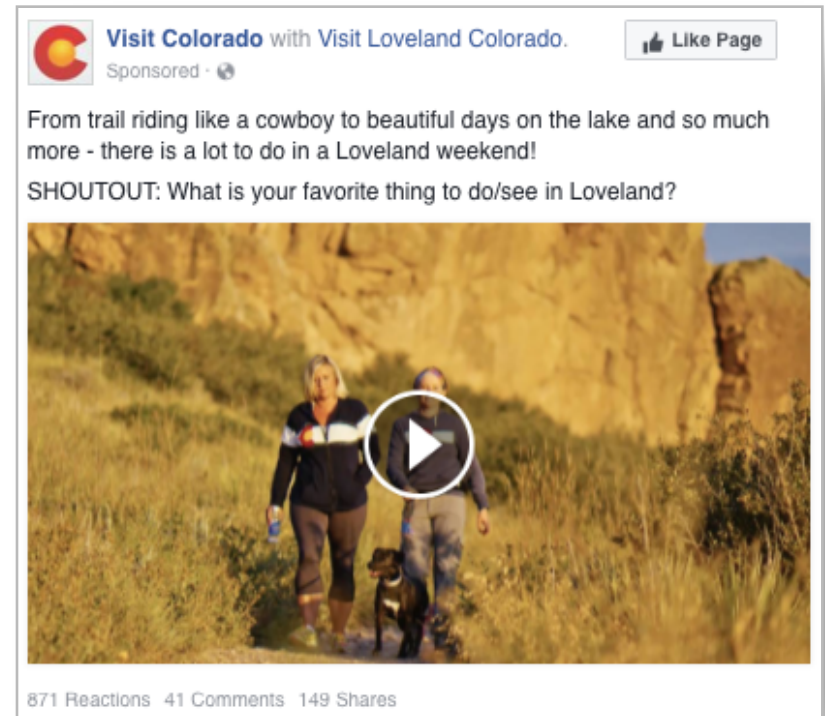 Visit Colorado with Visit Loveland Colorado.
Like Page
Sponsored ·
From trail riding like a cowboy to beautiful days on the lake and so much
more - there is a lot to do in a Loveland weekend!
SHOUTOUT: What is your favorite thing to do/see in Loveland?
871 Reactions 41 Comments 149 Shares